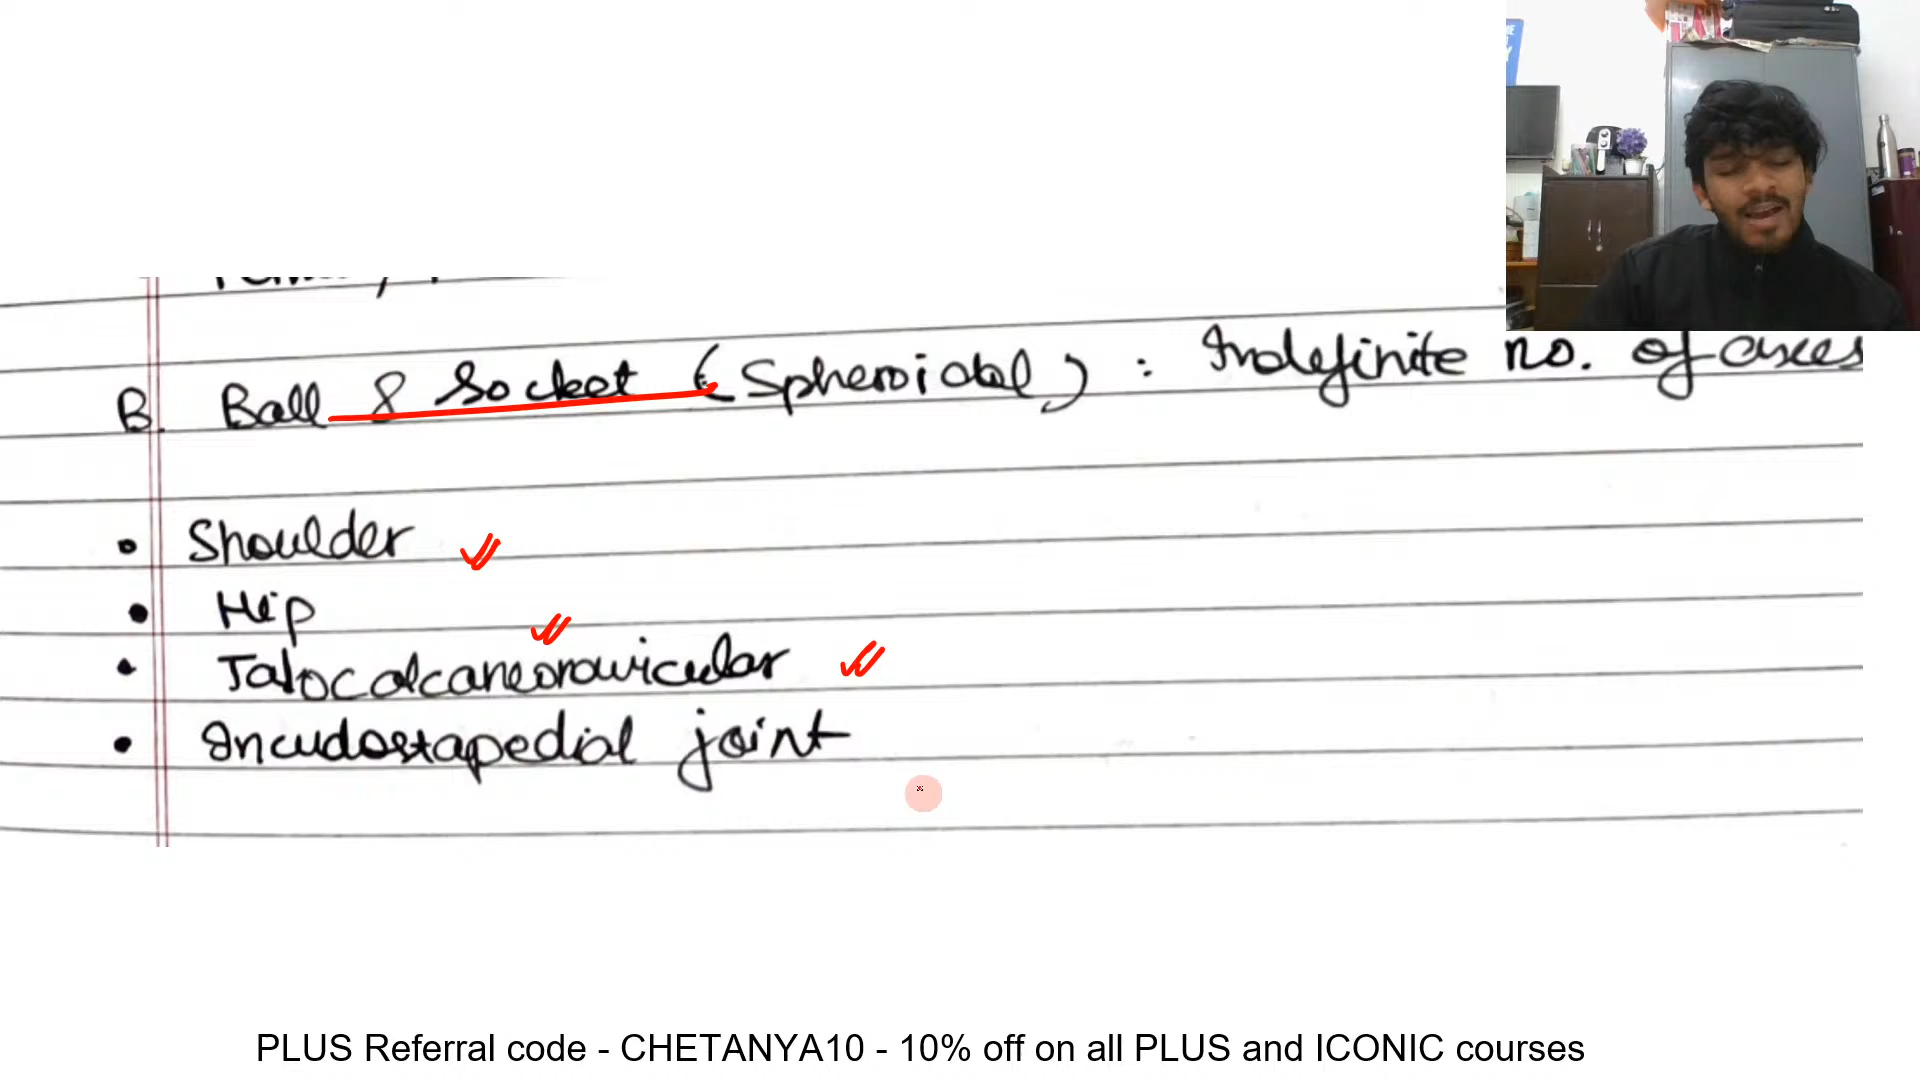 B. Ball & Socket (Spheroidal) : Indefinite no. of axes
• Shoulder
• Hip
• Talocalcaneonavicular
• Incudostapedial joint
PLUS Referral code - CHETANYA10 - 10% off on all PLUS and ICONIC courses